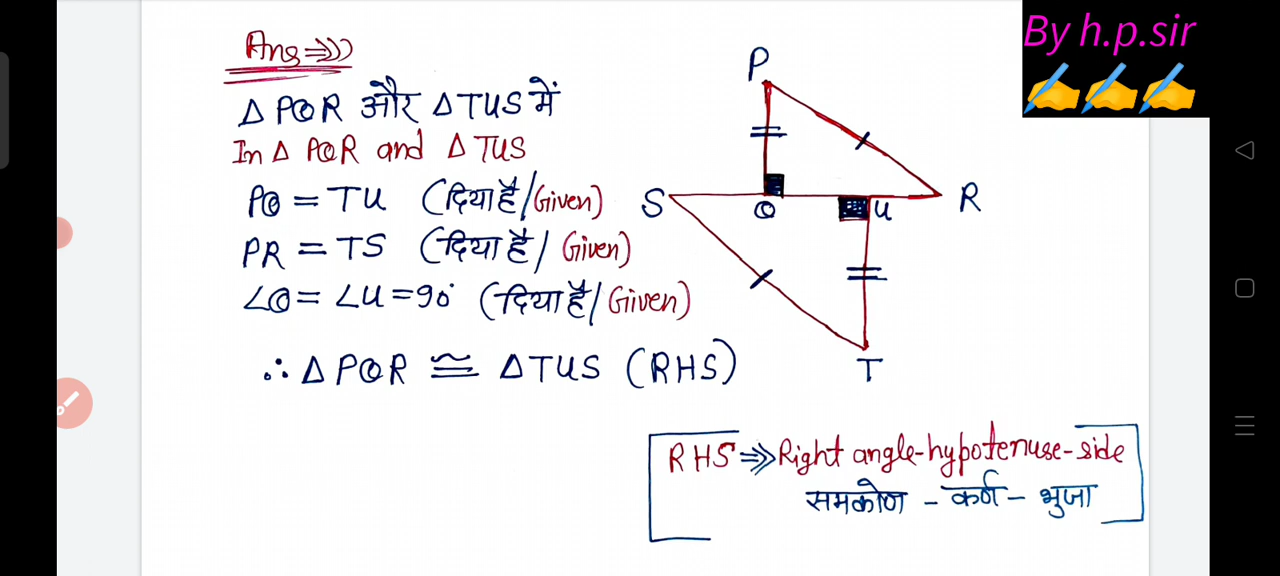 Ans ⇒>>
Δ PQR और Δ TUS में
In Δ PQR and Δ TUS
PQ = TU (दिया है/Given)
PR = TS (दिया है/ Given)
∠Q = ∠U = 90° (दिया है/Given)
∴ Δ PQR ≅ Δ TUS (RHS)
P
S
Q
U
R
T
RHS ⇒> Right angle-hypotenuse-side
समकोण - कर्ण - भुजा
By h.p.sir
✍️✍️✍️